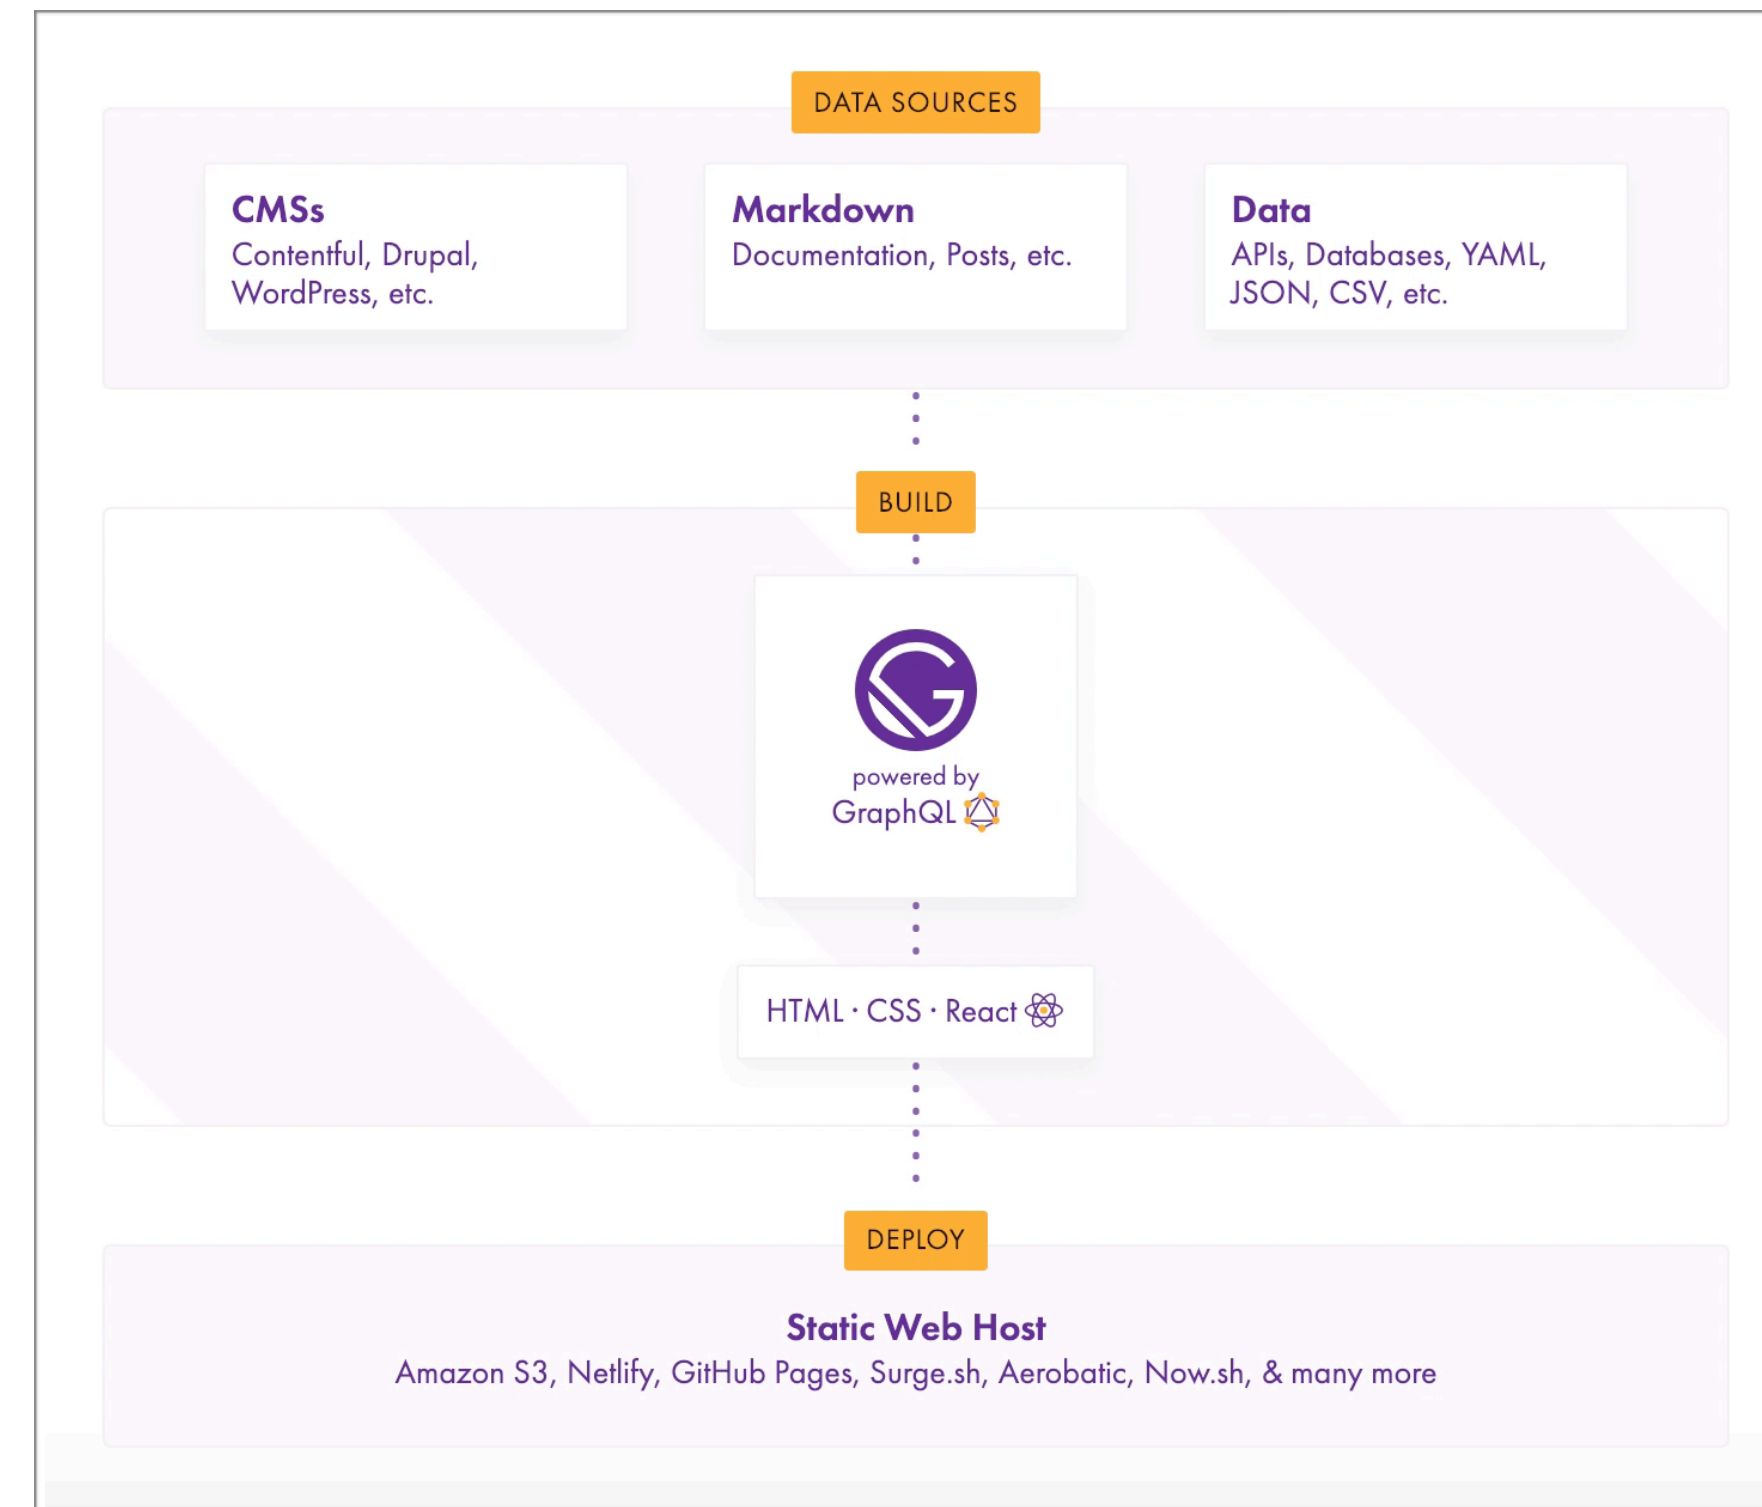 DATA SOURCES
CMSs
Contentful, Drupal,
WordPress, etc.
Markdown
Documentation, Posts, etc.
Data
APIs, Databases, YAML,
JSON, CSV, etc.
BUILD
powered by
GraphQL
HTML · CSS · React
DEPLOY
Static Web Host
Amazon S3, Netlify, GitHub Pages, Surge.sh, Aerobatic, Now.sh, & many more